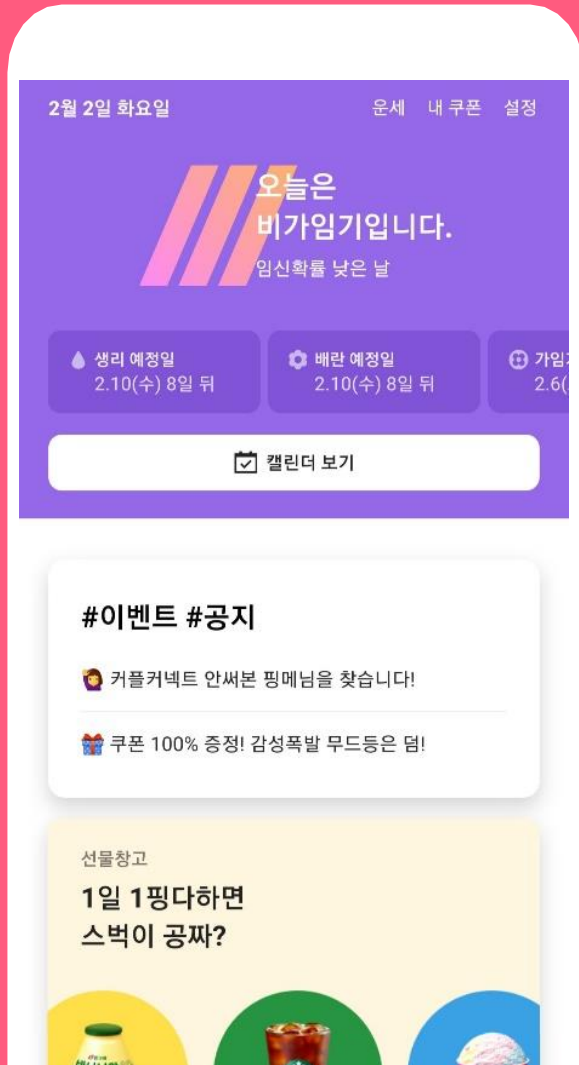 2월 2일 화요일
운세 내 쿠폰 설정
오늘은
비가임기입니다.
임신확률 낮은 날
생리 예정일
2.10(수) 8일 뒤
배란 예정일
2.10(수) 8일 뒤
2.6(
캘린더 보기
#이벤트 #공지
커플커넥트 안써본 핑메님을 찾습니다!
쿠폰 100% 증정! 감성폭발 무드등은 덤!
선물창고
1일 1핑다하면
스벅이 공짜?